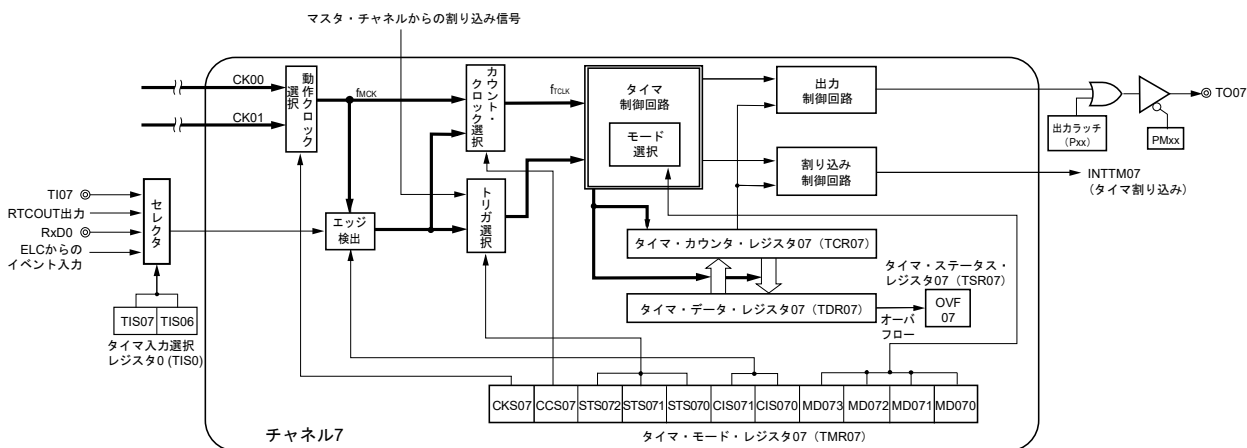 マスタ・チャネルからの割り込み信号
CK00
CK01
動作クロック
選択
fMCK
カウント・
クロック選択
fTCLK
タイマ
制御回路
モード
選択
出力
制御回路
出力ラッチ
(Pxx)
PMxx
TO07
割り込み
制御回路
INTTM07
(タイマ割り込み)
TI07
RTCOUT出力
RxD0
ELCからの
イベント入力
セレクタ
エッジ
検出
トリガ選択
TIS07
TIS06
タイマ入力選択
レジスタ0 (TIS0)
タイマ・カウンタ・レジスタ07 (TCR07)
タイマ・データ・レジスタ07 (TDR07)
タイマ・ステータス・
レジスタ07 (TSR07)
OVF
07
オーバ
フロー
CKS07
CCS07
STS072
STS071
STS070
CIS071
CIS070
MD073
MD072
MD071
MD070
チャネル7
タイマ・モード・レジスタ07 (TMR07)